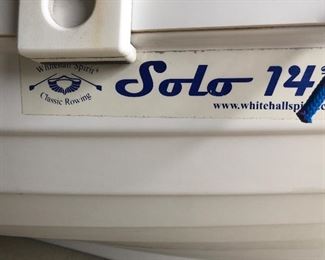 Whitehall Spirit®
Classic Rowing
Solo 14
www.whitehallspi